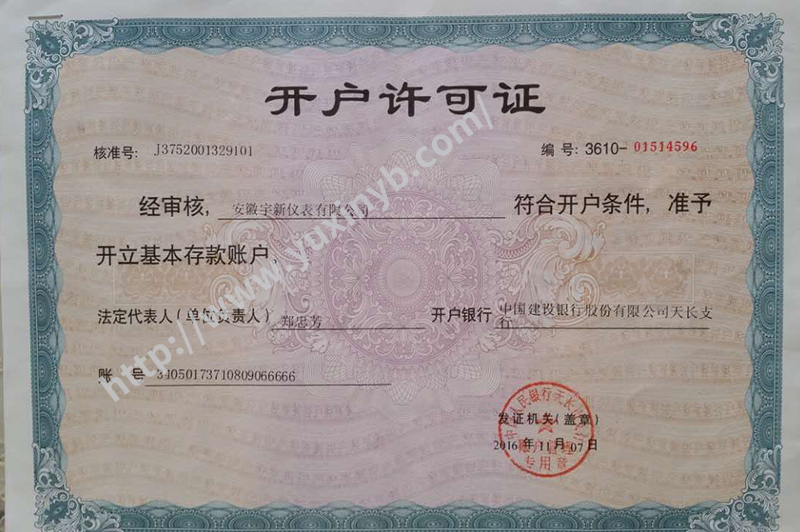 开户许可证
核准号: J3752001329101 编号: 3610-01514596
经审核, 安徽宇新仪表有限公司 符合开户条件, 准予
开立基本存款账户.
法定代表人(单位负责人) 郑忠芳 开户银行 中国建设银行股份有限公司天长支
行
账 号 34050173710809066666
发证机关(盖章)
2016年11月07日
专用章
http://www.yuxinyb.com/